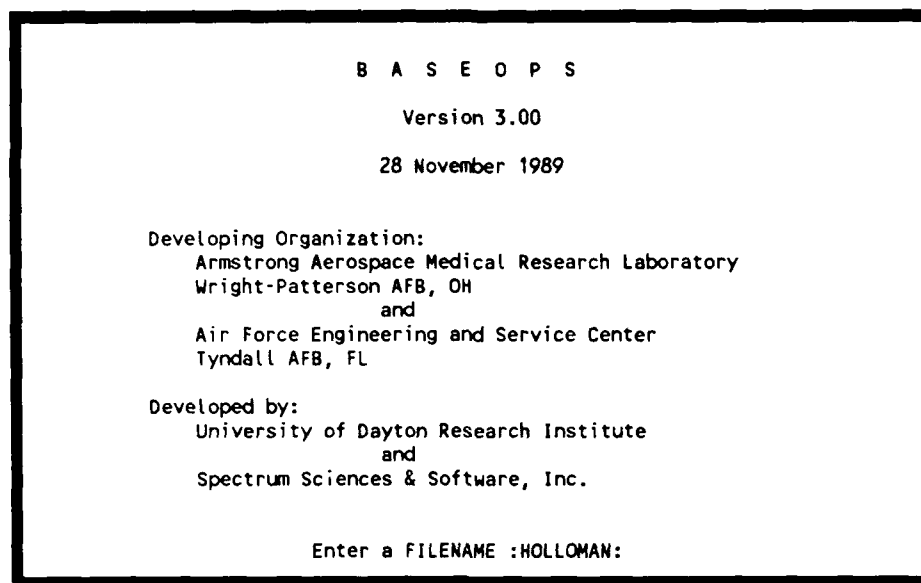 B A S E O P S
Version 3.00
28 November 1989
Developing Organization:
Armstrong Aerospace Medical Research Laboratory
Wright-Patterson AFB, OH
and
Air Force Engineering and Service Center
Tyndall AFB, FL
Developed by:
University of Dayton Research Institute
and
Spectrum Sciences & Software, Inc.
Enter a FILENAME :HOLLOMAN: